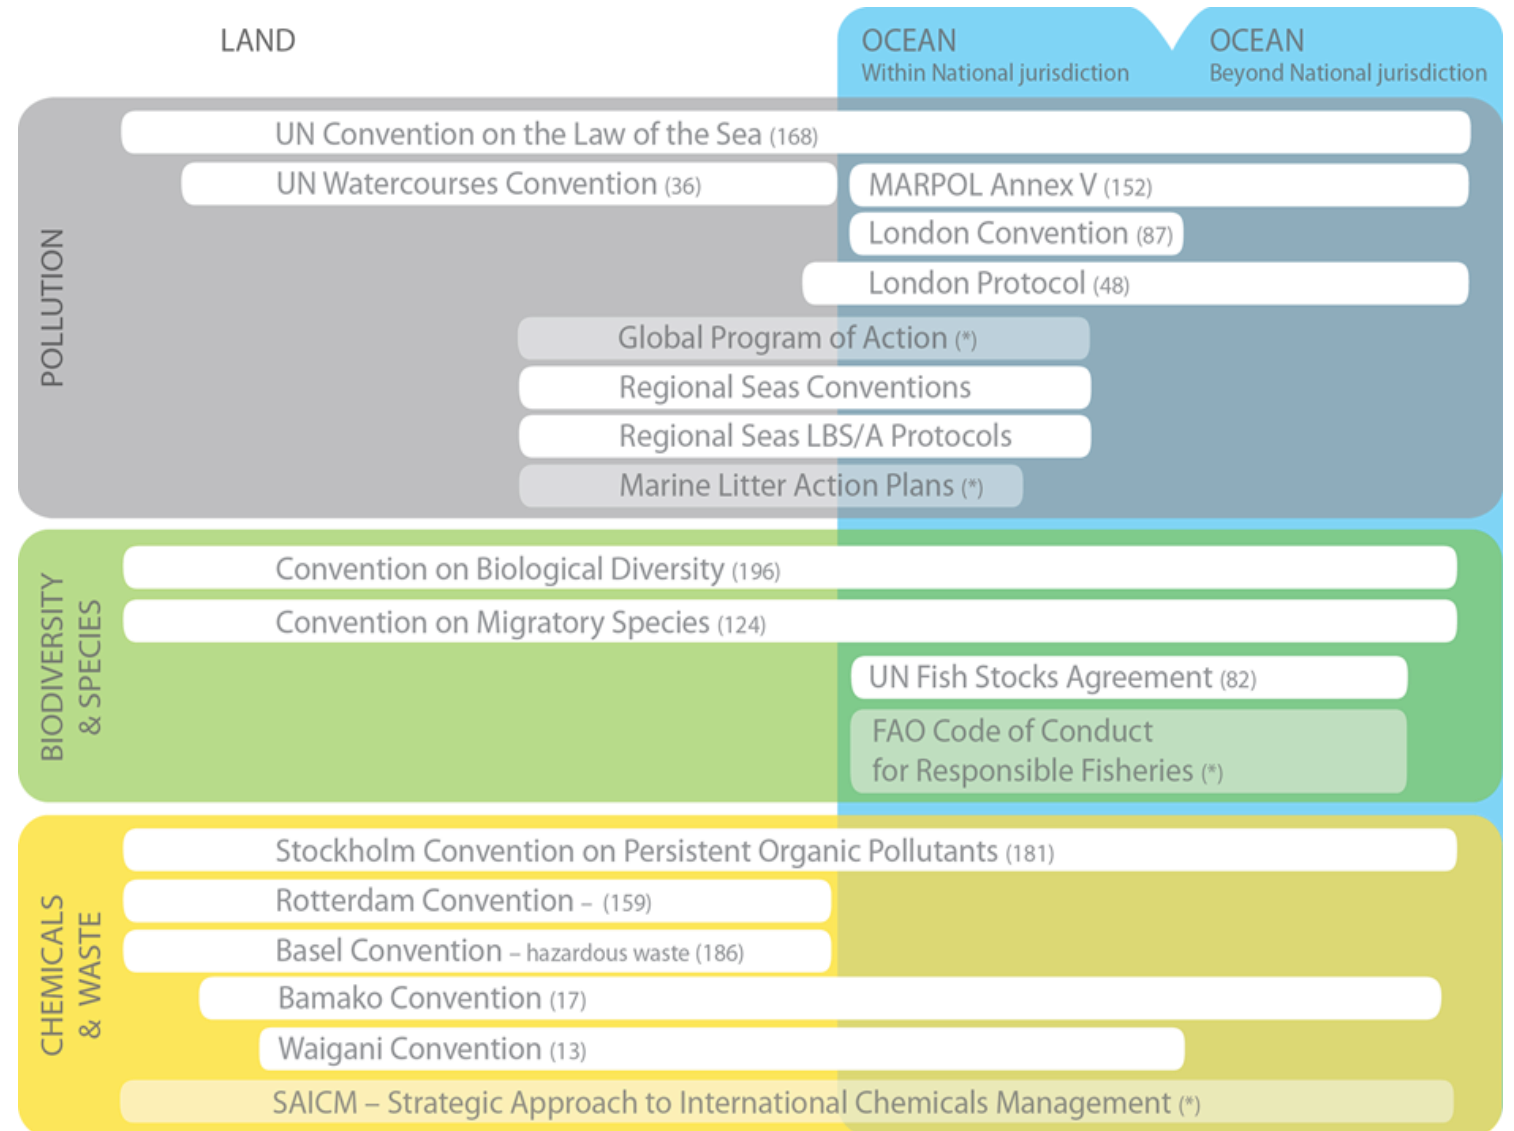 LAND
OCEAN
Within National jurisdiction
OCEAN
Beyond National jurisdiction
POLLUTION
UN Convention on the Law of the Sea (168)
UN Watercourses Convention (36)
MARPOL Annex V (152)
London Convention (87)
London Protocol (48)
Global Program of Action (*)
Regional Seas Conventions
Regional Seas LBS/A Protocols
Marine Litter Action Plans (*)
BIODIVERSITY
& SPECIES
Convention on Biological Diversity (196)
Convention on Migratory Species (124)
UN Fish Stocks Agreement (82)
FAO Code of Conduct
for Responsible Fisheries (*)
CHEMICALS
& WASTE
Stockholm Convention on Persistent Organic Pollutants (181)
Rotterdam Convention – (159)
Basel Convention – hazardous waste (186)
Bamako Convention (17)
Waigani Convention (13)
SAICM – Strategic Approach to International Chemicals Management (*)